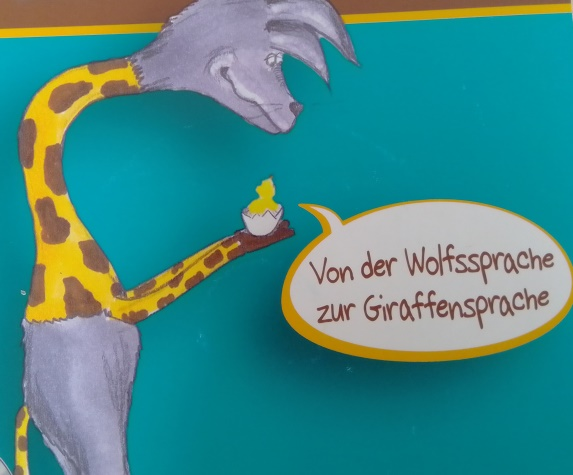 Von der Wolfssprache
zur Giraffensprache